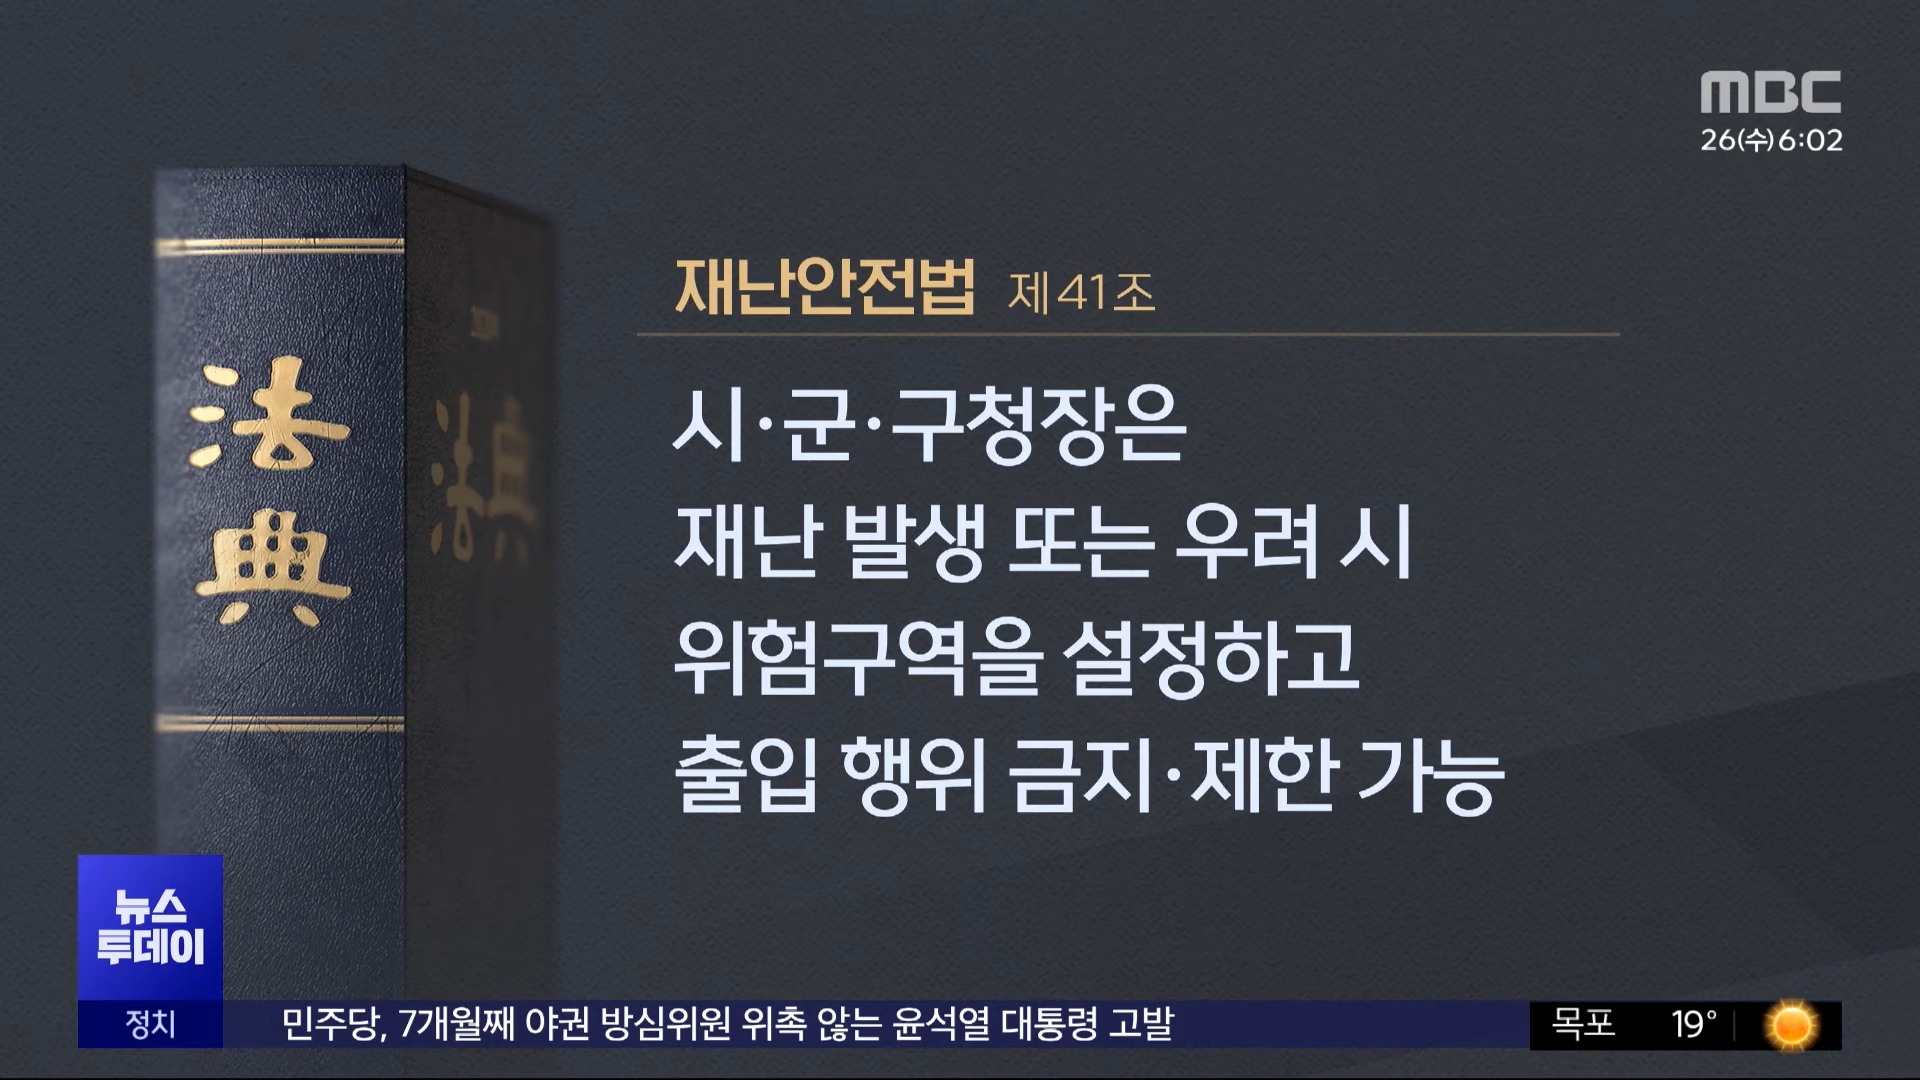 MBC
26(수)6:02
재난안전법 제41조
시·군·구청장은
재난 발생 또는 우려 시
위험구역을 설정하고
출입 행위 금지·제한 가능
法
典
法
典
뉴스
투데이
정치
민주당, 7개월째 야권 방심위원 위촉 않는 윤석열 대통령 고발
목포 19°